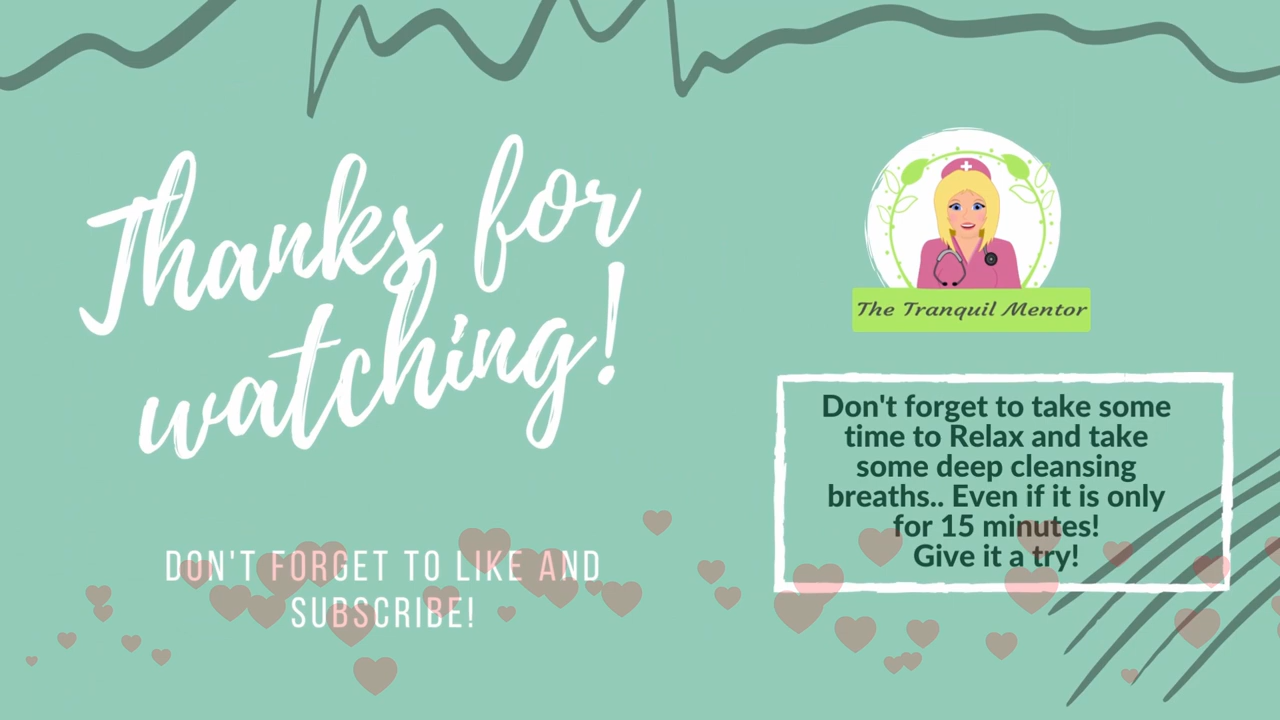 Thanks for
watching!
DON'T FORGET TO LIKE AND
SUBSCRIBE!
The Tranquil Mentor
Don't forget to take some
time to Relax and take
some deep cleansing
breaths.. Even if it is only
for 15 minutes!
Give it a try!